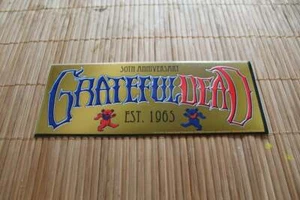 30TH ANNIVERSARY
GRATEFUL DEAD
EST. 1965